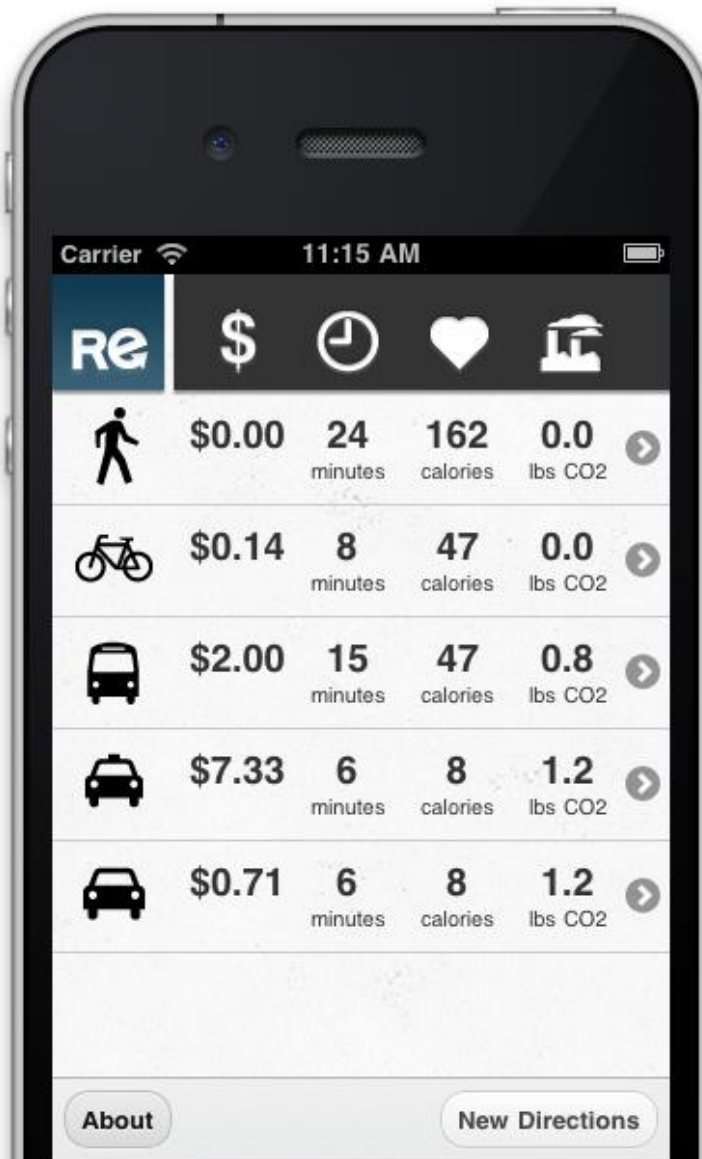 Carrier 11:15 AM
Re $
$0.00 24 162 0.0
minutes calories lbs CO2
$0.14 8 47 0.0
minutes calories lbs CO2
$2.00 15 47 0.8
minutes calories lbs CO2
$7.33 6 8 1.2
minutes calories lbs CO2
$0.71 6 8 1.2
minutes calories lbs CO2
About New Directions